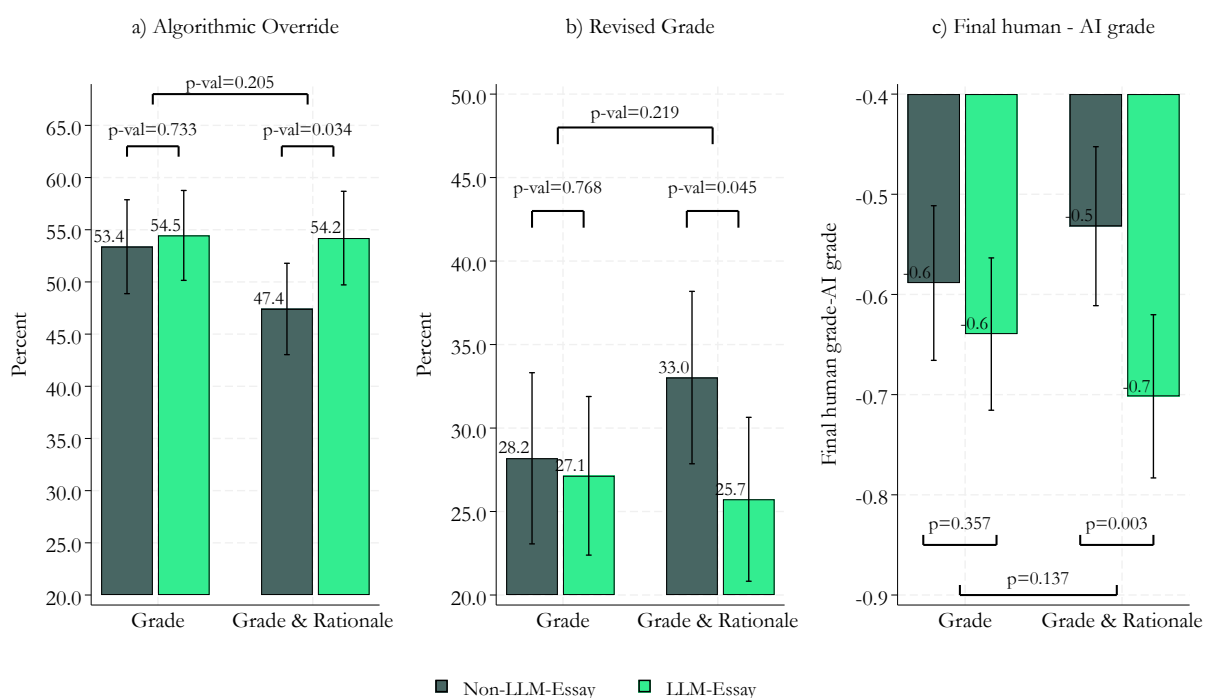 a) Algorithmic Override
p-val=0.205
p-val=0.733
p-val=0.034
65.0
60.0
55.0
50.0
45.0
40.0
35.0
30.0
25.0
20.0
Percent
53.4
54.5
47.4
54.2
Grade
Grade & Rationale
b) Revised Grade
p-val=0.219
p-val=0.768
p-val=0.045
50.0
45.0
40.0
35.0
30.0
25.0
20.0
Percent
28.2
27.1
33.0
25.7
Grade
Grade & Rationale
c) Final human - AI grade
-0.4
-0.5
-0.6
-0.7
-0.8
-0.9
Final human grade-AI grade
-0.6
-0.6
-0.5
-0.7
p=0.357
p=0.003
p=0.137
Grade
Grade & Rationale
Non-LLM-Essay
LLM-Essay